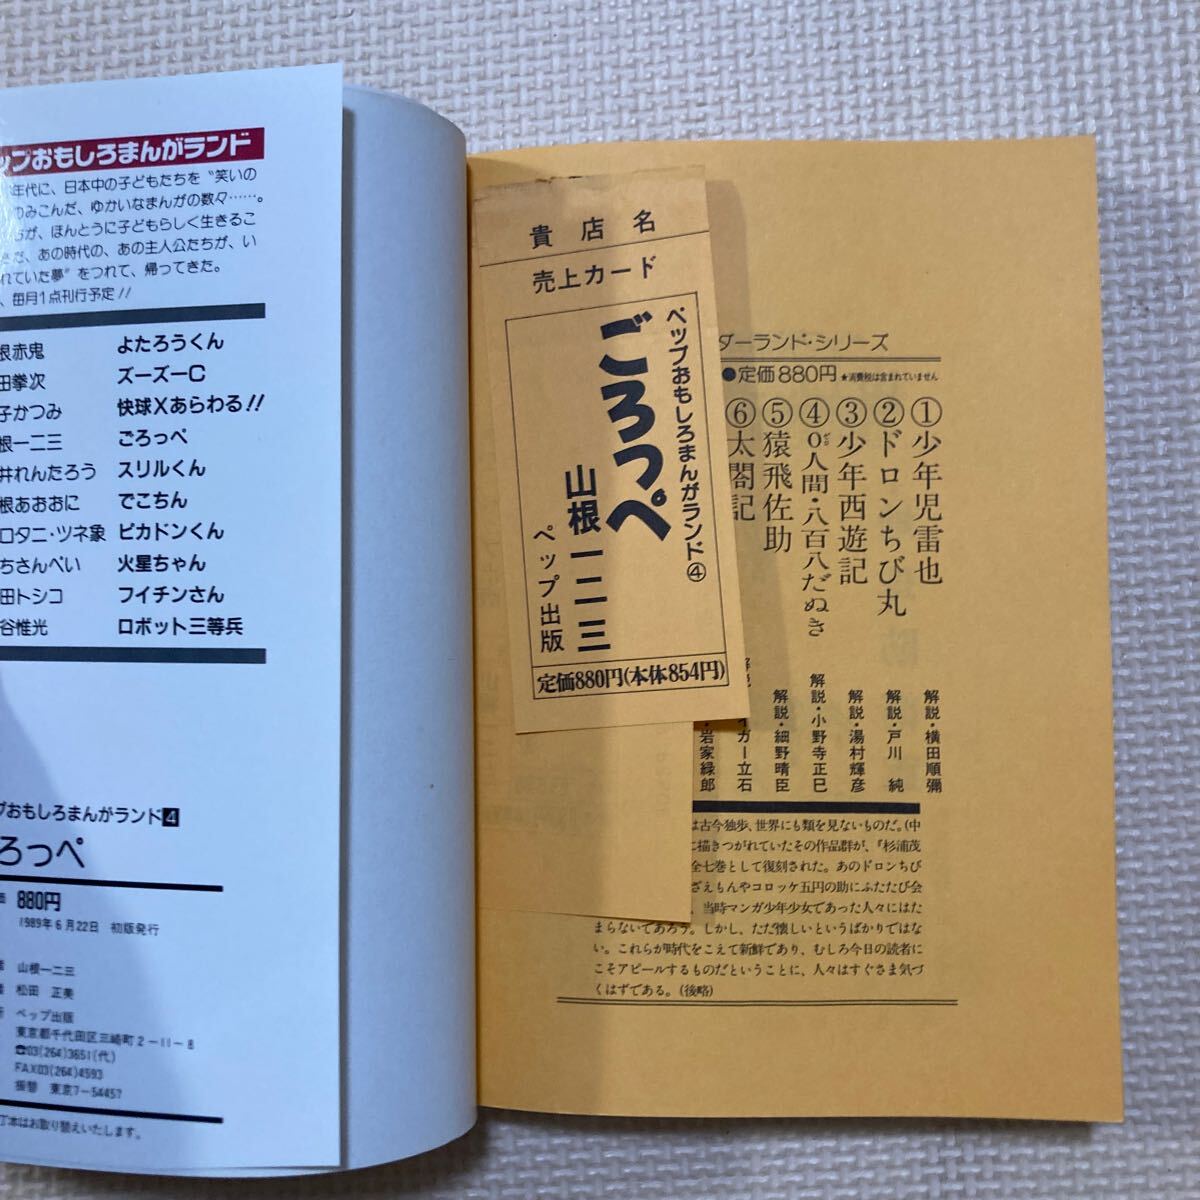 ップおもしろまんがランド
年代に、日本中の子どもたちを“笑いの
のみこんだ、ゆかいなまんがの数々……。
が、ほんとうに子どもらしく生きるこ
だ、あの時代の、あの主人公たちが、い
れていた夢”をつれて、帰ってきた。
、毎月1点刊行予定!!
根赤鬼 よたろうくん
田拳次 ズーズーC
子かつみ 快球Xあらわる!!
根一二三 ごろっぺ
井れんたろう スリルくん
根あおおに でこちん
ロタニ・ツネ象 ピカドンくん
ちさんぺい 火星ちゃん
田トシコ フイチンさん
谷惟光 ロボット三等兵
プおもしろまんがランド4
ろっぺ
880円
1989年6月22日 初版発行
山根一二三
松田 正美
ペップ出版
東京都千代田区三崎町2-11-8
☎03(264)3651(代)
FAX03(264)4593
振替 東京7-54457
丁本はお取り替えいたします。
貴店名
売上カード
ペップおもしろまんがランド④
ごろっぺ
山根一二三
ペップ出版
定価880円(本体854円)
ダーランド・シリーズ
●定価880円 ★消費税は含まれていません
①少年児雷也 解説・横田順彌
②ドロンちび丸 解説・戸川 純
③少年西遊記 解説・湯村輝彦
④0人間・八百八だぬき 解説・小野寺正巳
⑤猿飛佐助 解説・細野晴臣
⑥太閤記 解説 イガー立石
・岩家緑郎
は古今独歩、世界にも類を見ないものだ。(中
に描きつがれていたその作品群が、『杉浦茂
全七巻として復刻された。あのドロンちび
ざえもんやコロッケ五円の助にふたたび会
、当時マンガ少年少女であった人々にはた
まらないであろう。しかし、ただ懐しいというばかりではな
い。これらが時代をこえて新鮮であり、むしろ今日の読者に
こそアピールするものだということに、人々はすぐさま気づ
くはずである。(後略)